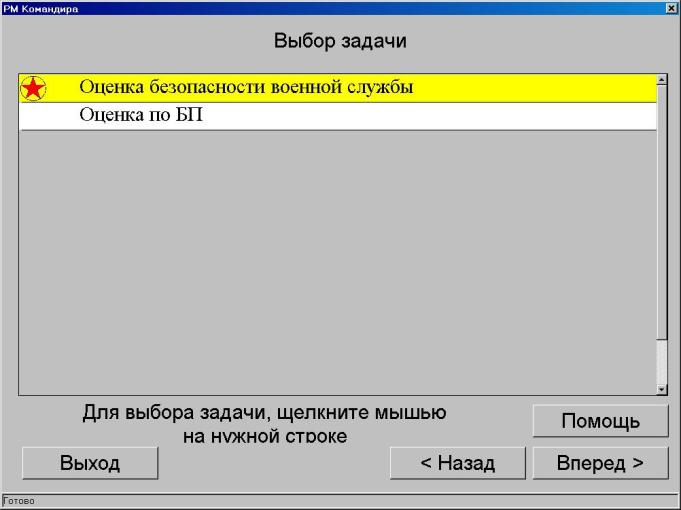 РМ Командира
Выбор задачи
Оценка безопасности военной службы
Оценка по БП
Для выбора задачи, щелкните мышью
на нужной строке
Помощь
Выход
< Назад
Вперед >
Готово